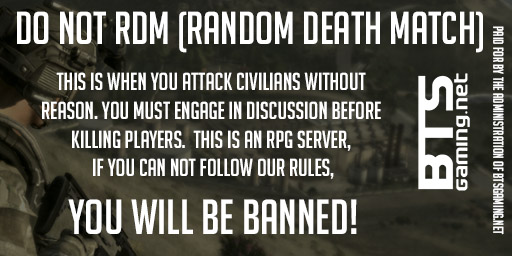 DO NOT RDM (RANDOM DEATH MATCH)
THIS IS WHEN YOU ATTACK CIVILIANS WITHOUT
REASON. YOU MUST ENGAGE IN DISCUSSION BEFORE
KILLING PLAYERS. THIS IS AN RPG SERVER,
IF YOU CAN NOT FOLLOW OUR RULES,
YOU WILL BE BANNED!
BTS
Gaming.net
PAID FOR BY THE ADMINISTRATION OF BTSGAMING.NET